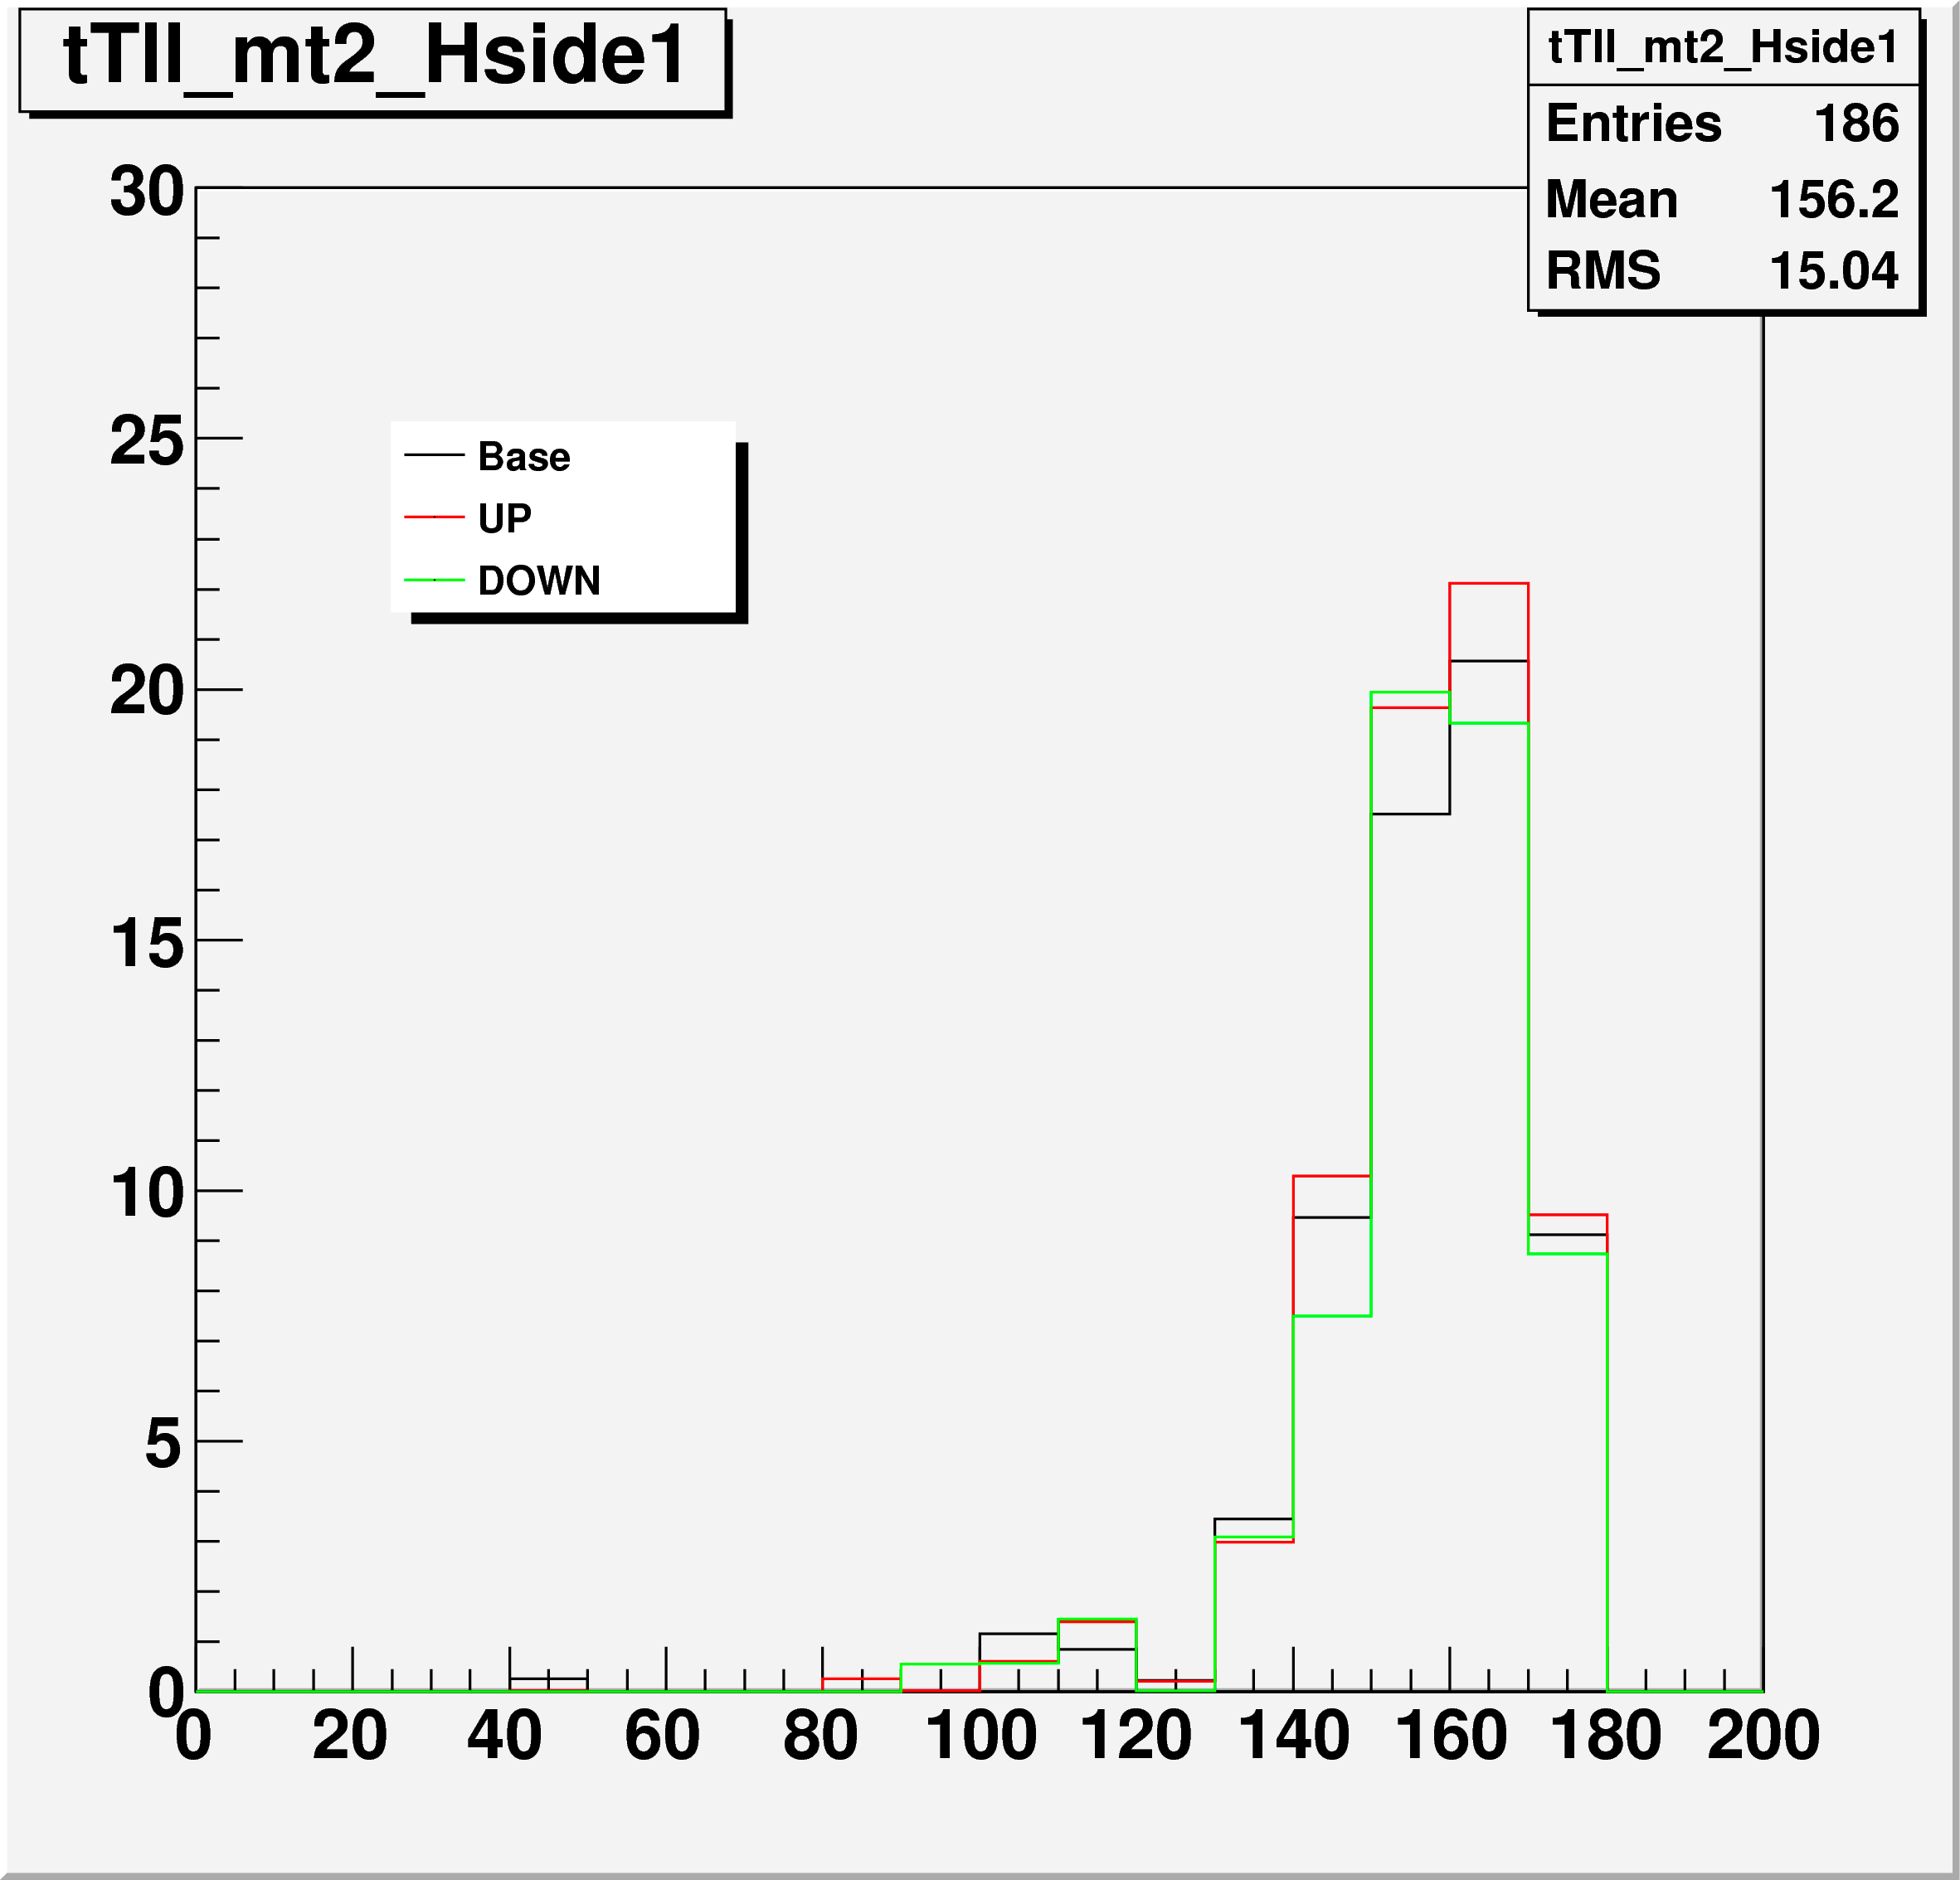 tTll_mt2_Hside1
tTll_mt2_Hside1
Entries 186
Mean 156.2
RMS 15.04
30
25
20
15
10
5
0
Base
UP
DOWN
0 20 40 60 80 100 120 140 160 180 200